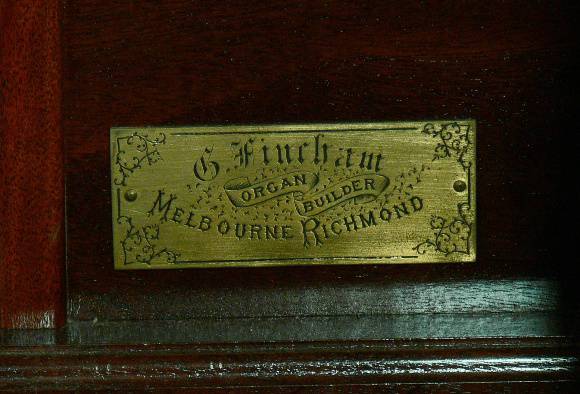 G. Fincham
ORGAN BUILDER
MELBOURNE RICHMOND